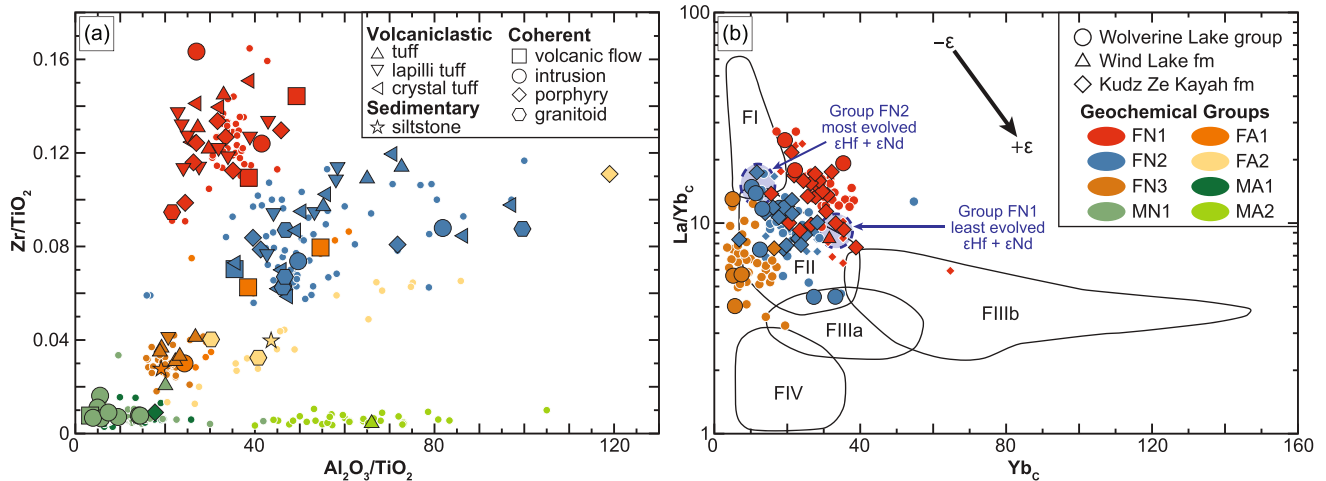 (a)
Volcaniclastic
tuff
lapilli tuff
crystal tuff
Sedimentary
siltstone
Coherent
volcanic flow
intrusion
porphyry
granitoid
0.16
0.12
0.08
0.04
0
Zr/TiO2
0 40 80 120
Al2O3/TiO2
(b)
100
10
1
La/YbC
0 40 80 120 160
YbC
−ε
+ε
Wolverine Lake group
Wind Lake fm
Kudz Ze Kayah fm
Geochemical Groups
FN1 FA1
FN2 FA2
FN3 MA1
MN1 MA2
Group FN2
most evolved
εHf + εNd
Group FN1
least evolved
εHf + εNd
FI
FII
FIIIa
FIIIb
FIV